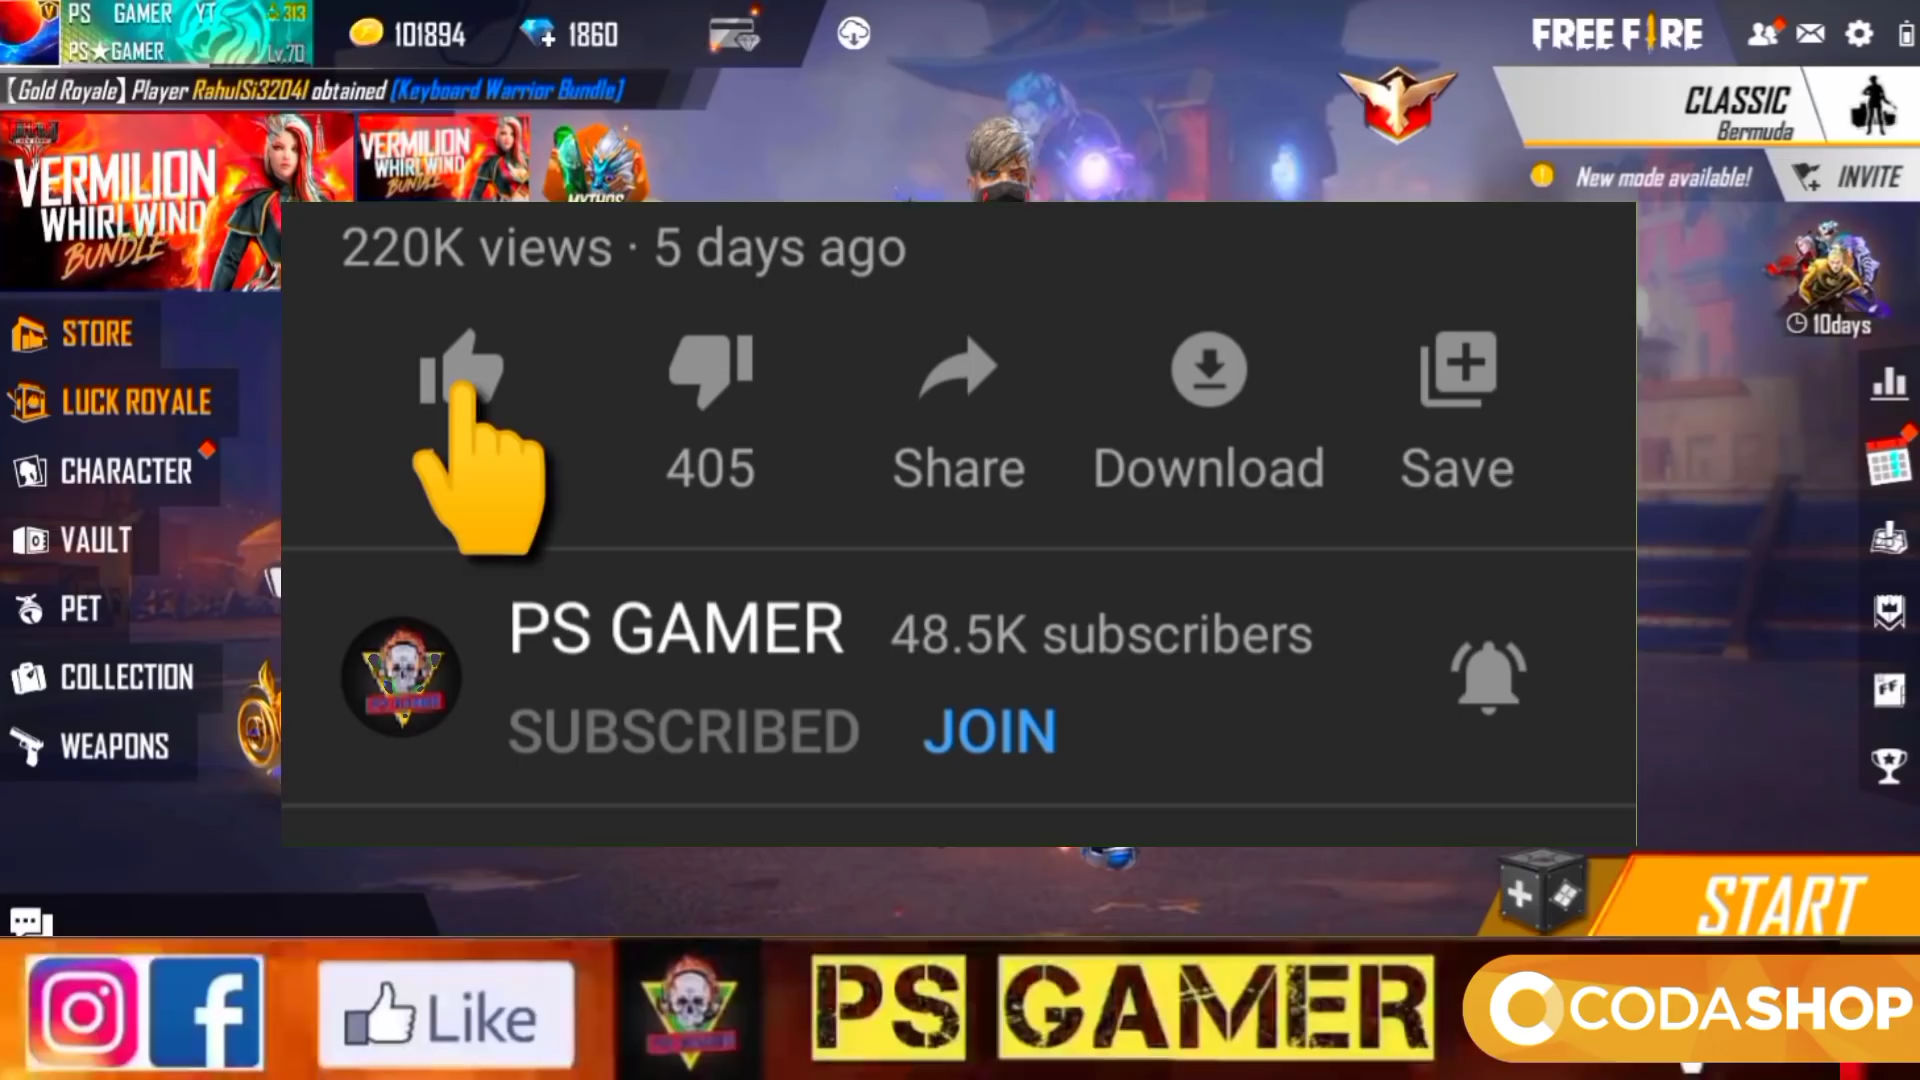 PS GAMER YT
313
PS★GAMER
Lv.70
101894
1860
FREE FIRE
[Gold Royale] Player RahulSi3204I obtained [Keyboard Warrior Bundle]
CLASSIC
Bermuda
New mode available!
INVITE
VERMILION
WHIRLWIND
BUNDLE
VERMILION
WHIRLWIND
BUNDLE
MYTHOS
10days
STORE
LUCK ROYALE
CHARACTER
VAULT
PET
COLLECTION
WEAPONS
220K views · 5 days ago
405
Share
Download
Save
PS GAMER
48.5K subscribers
SUBSCRIBED
JOIN
FF
START
Like
PS GAMER
CODASHOP